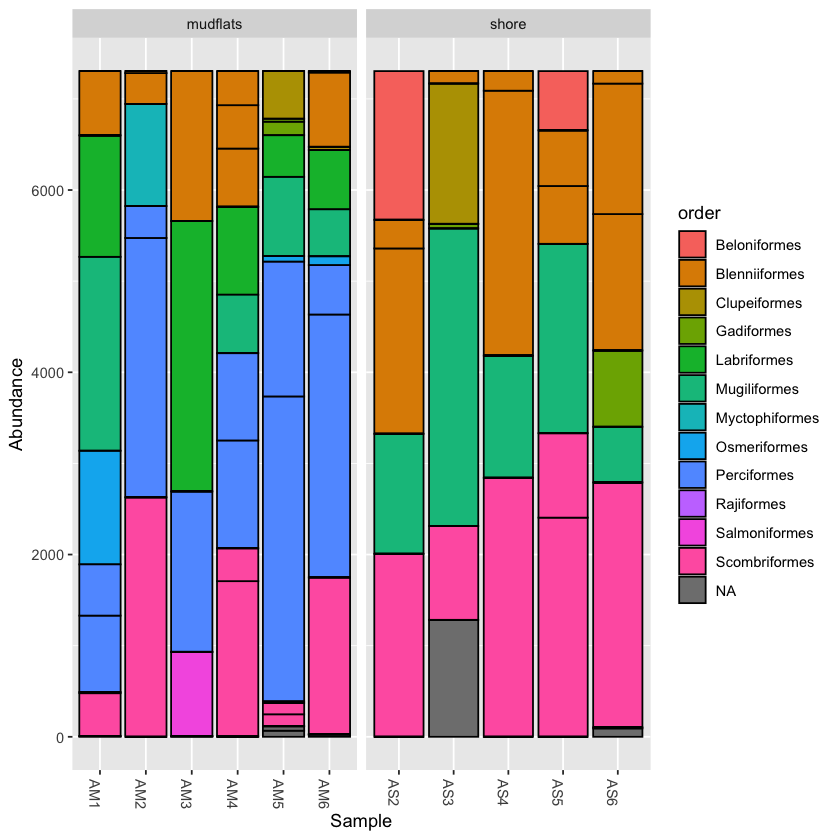 mudflats
shore
6000
4000
2000
0
Abundance
AM1
AM2
AM3
AM4
AM5
AM6
AS2
AS3
AS4
AS5
AS6
Sample
order
Beloniformes
Blenniiformes
Clupeiformes
Gadiformes
Labriformes
Mugiliformes
Myctophiformes
Osmeriformes
Perciformes
Rajiformes
Salmoniformes
Scombriformes
NA